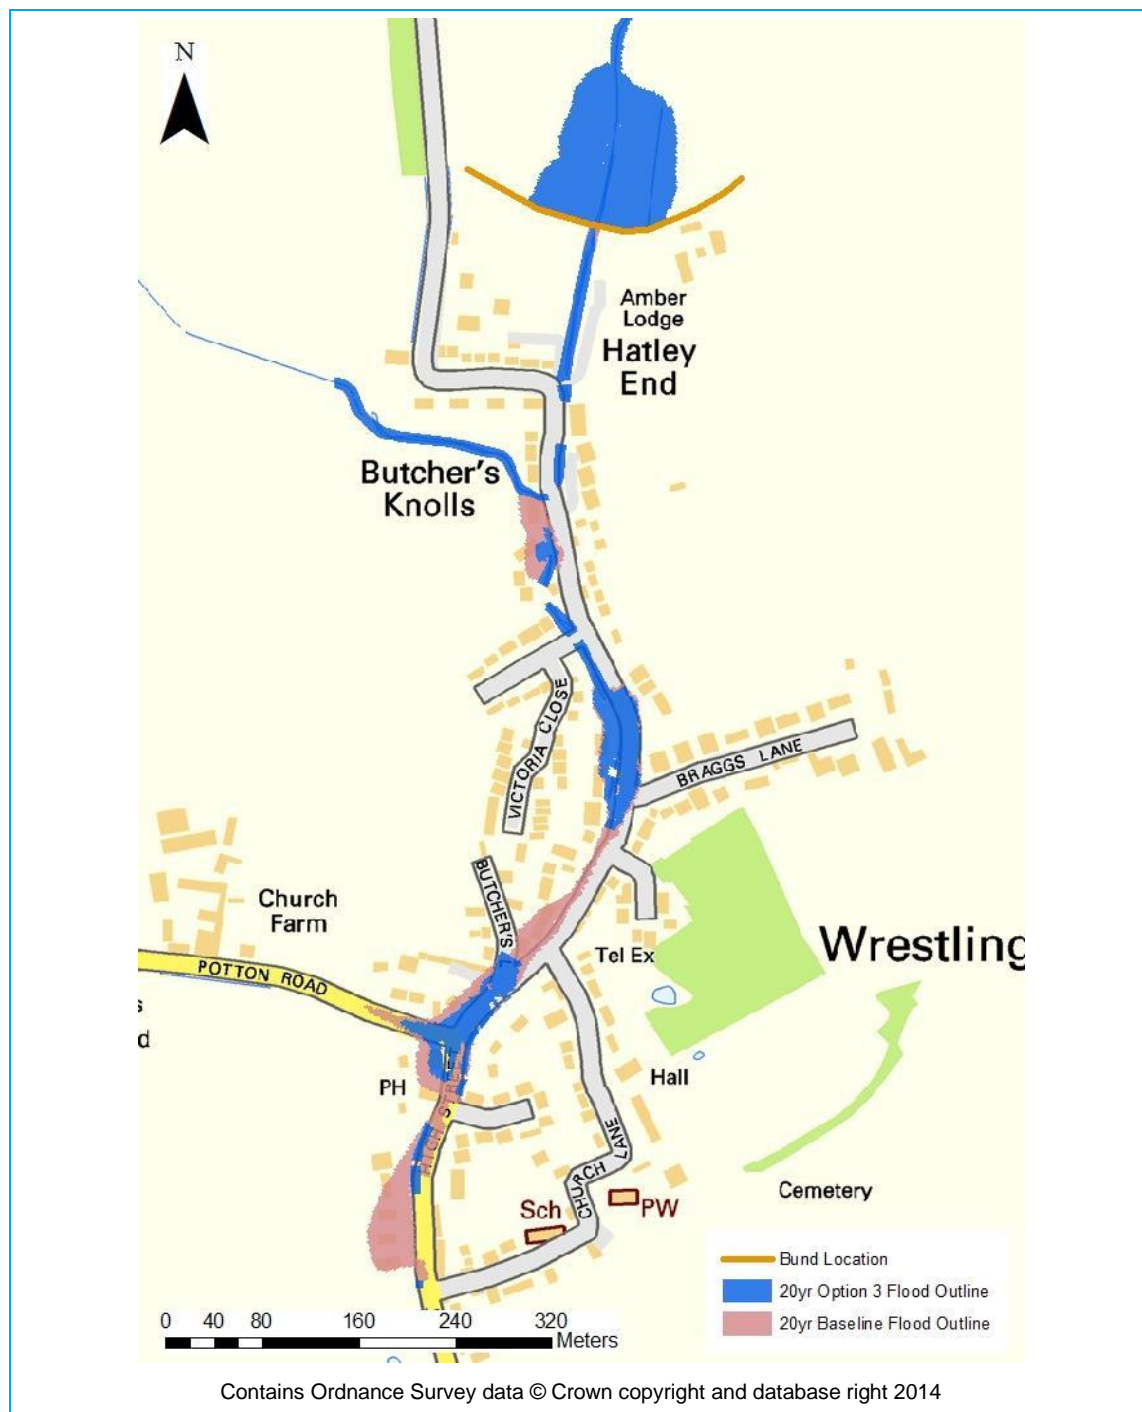 N
Amber
Lodge
Hatley
End
Butcher's
Knolls
VICTORIA CLOSE
BRAGGS LANE
BUTCHER'S
Church
Farm
Tel Ex
Wrestling
POTTON ROAD
s
d
PH
Hall
CHURCH LANE
Cemetery
Sch
PW
Bund Location
20yr Option 3 Flood Outline
20yr Baseline Flood Outline
0 40 80 160 240 320
Meters
Contains Ordnance Survey data © Crown copyright and database right 2014